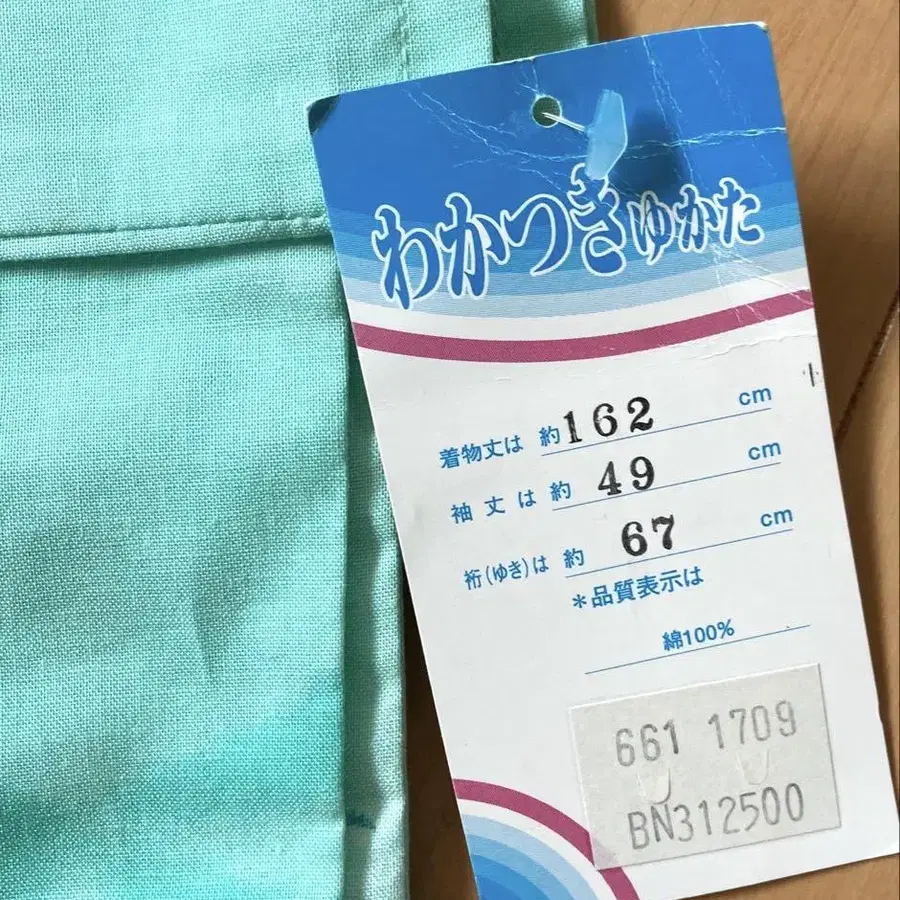 わかつきゆかた
着物丈は 約162 cm
袖丈は 約 49 cm
裄(ゆき)は 約 67 cm
*品質表示は
綿100%
661 1709
BN312500